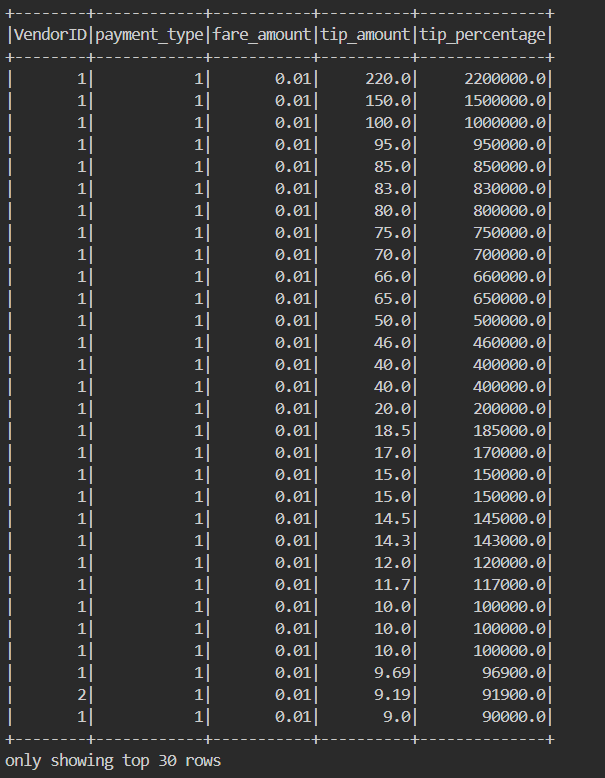 +--------+------------+-----------+----------+--------------+
|VendorID|payment_type|fare_amount|tip_amount|tip_percentage|
+--------+------------+-----------+----------+--------------+
|       1|           1|       0.01|     220.0|     2200000.0|
|       1|           1|       0.01|     150.0|     1500000.0|
|       1|           1|       0.01|     100.0|     1000000.0|
|       1|           1|       0.01|      95.0|      950000.0|
|       1|           1|       0.01|      85.0|      850000.0|
|       1|           1|       0.01|      83.0|      830000.0|
|       1|           1|       0.01|      80.0|      800000.0|
|       1|           1|       0.01|      75.0|      750000.0|
|       1|           1|       0.01|      70.0|      700000.0|
|       1|           1|       0.01|      66.0|      660000.0|
|       1|           1|       0.01|      65.0|      650000.0|
|       1|           1|       0.01|      50.0|      500000.0|
|       1|           1|       0.01|      46.0|      460000.0|
|       1|           1|       0.01|      40.0|      400000.0|
|       1|           1|       0.01|      40.0|      400000.0|
|       1|           1|       0.01|      20.0|      200000.0|
|       1|           1|       0.01|      18.5|      185000.0|
|       1|           1|       0.01|      17.0|      170000.0|
|       1|           1|       0.01|      15.0|      150000.0|
|       1|           1|       0.01|      15.0|      150000.0|
|       1|           1|       0.01|      14.5|      145000.0|
|       1|           1|       0.01|      14.3|      143000.0|
|       1|           1|       0.01|      12.0|      120000.0|
|       1|           1|       0.01|      11.7|      117000.0|
|       1|           1|       0.01|      10.0|      100000.0|
|       1|           1|       0.01|      10.0|      100000.0|
|       1|           1|       0.01|      10.0|      100000.0|
|       1|           1|       0.01|      9.69|       96900.0|
|       2|           1|       0.01|      9.19|       91900.0|
|       1|           1|       0.01|       9.0|       90000.0|
+--------+------------+-----------+----------+--------------+
only showing top 30 rows